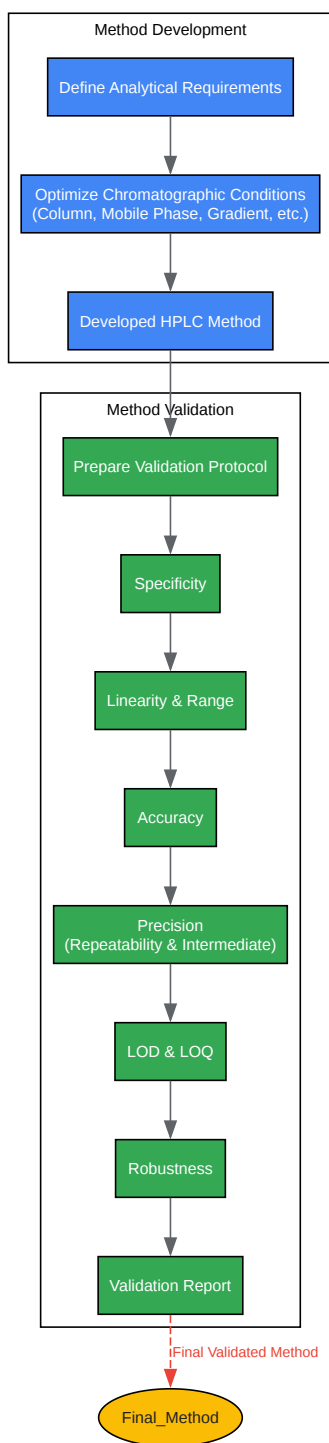 Method Development
Define Analytical Requirements
Optimize Chromatographic Conditions
(Column, Mobile Phase, Gradient, etc.)
Developed HPLC Method
Method Validation
Prepare Validation Protocol
Specificity
Linearity & Range
Accuracy
Precision
(Repeatability & Intermediate)
LOD & LOQ
Robustness
Validation Report
Final Validated Method
Final_Method